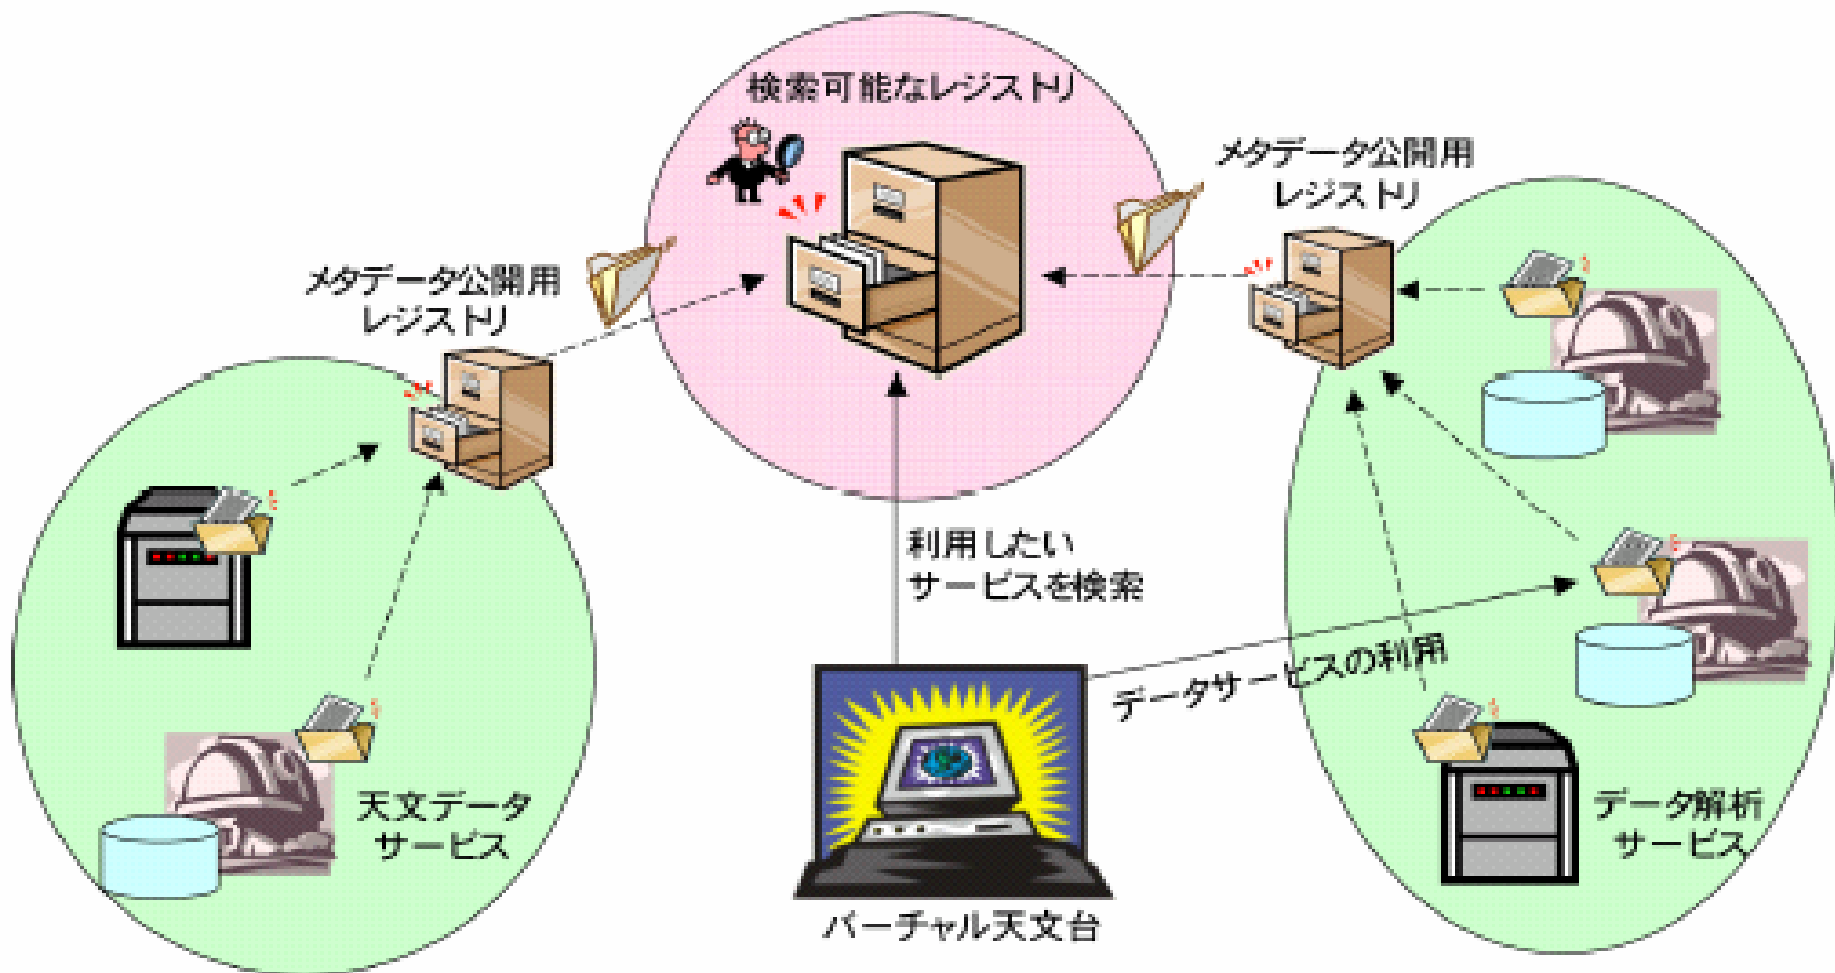 検索可能なレジストリ
メタデータ公開用
レジストリ
メタデータ公開用
レジストリ
利用したい
サービスを検索
データサービスの利用
天文データ
サービス
データ解析
サービス
バーチャル天文台